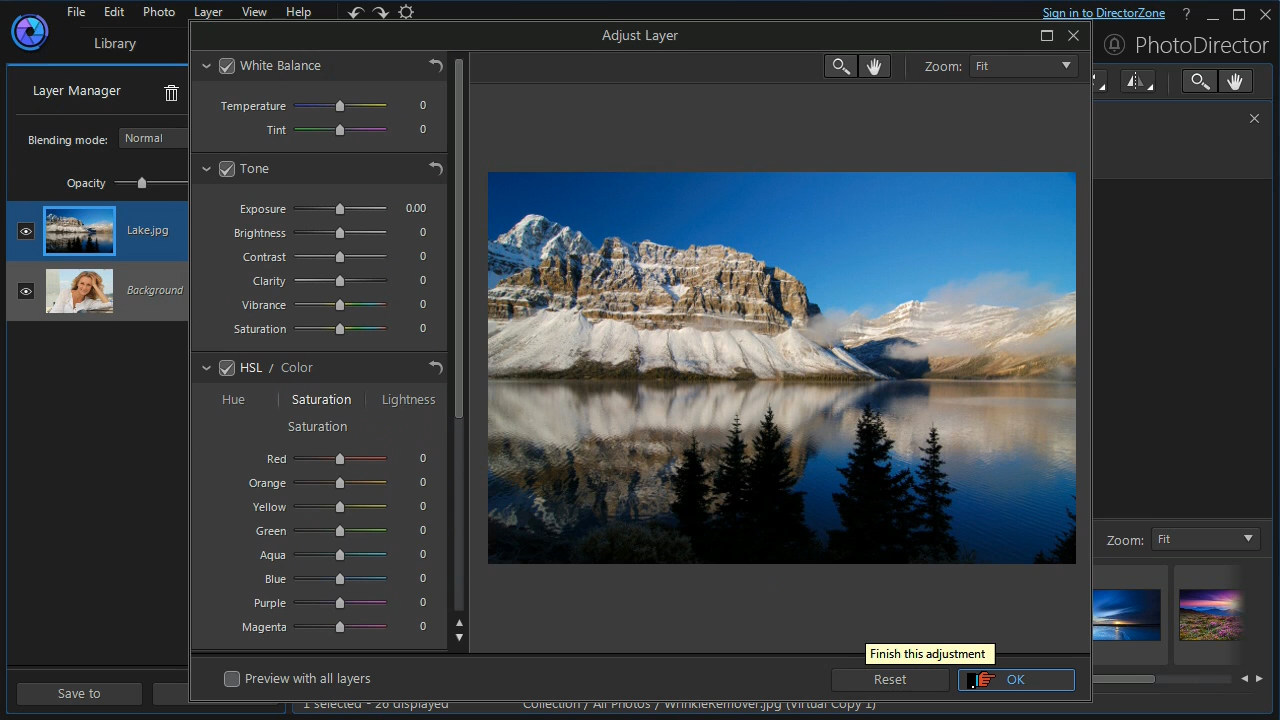 File Edit Photo Layer View Help
Sign in to DirectorZone ?
Library
PhotoDirector
Adjust Layer
Layer Manager
Blending mode: Normal
Opacity
Lake.jpg
Background
Save to
White Balance
Temperature 0
Tint 0
Tone
Exposure 0.00
Brightness 0
Contrast 0
Clarity 0
Vibrance 0
Saturation 0
HSL / Color
Hue Saturation Lightness
Saturation
Red 0
Orange 0
Yellow 0
Green 0
Aqua 0
Blue 0
Purple 0
Magenta 0
Zoom: Fit
Preview with all layers
Finish this adjustment
Reset OK
Zoom: Fit
1 selected - 26 displayed Collection / All Photos / WrinkleRemover.jpg (Virtual Copy 1)